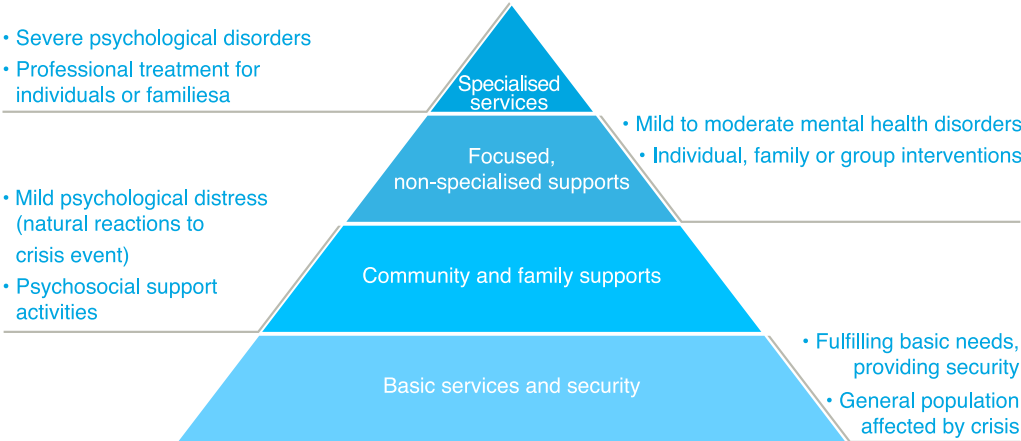 • Severe psychological disorders
• Professional treatment for
individuals or familiesa
Specialised
services
• Mild to moderate mental health disorders
• Individual, family or group interventions
Focused,
non-specialised supports
• Mild psychological distress
(natural reactions to
crisis event)
• Psychosocial support
activities
Community and family supports
• Fulfilling basic needs,
providing security
• General population
affected by crisis
Basic services and security